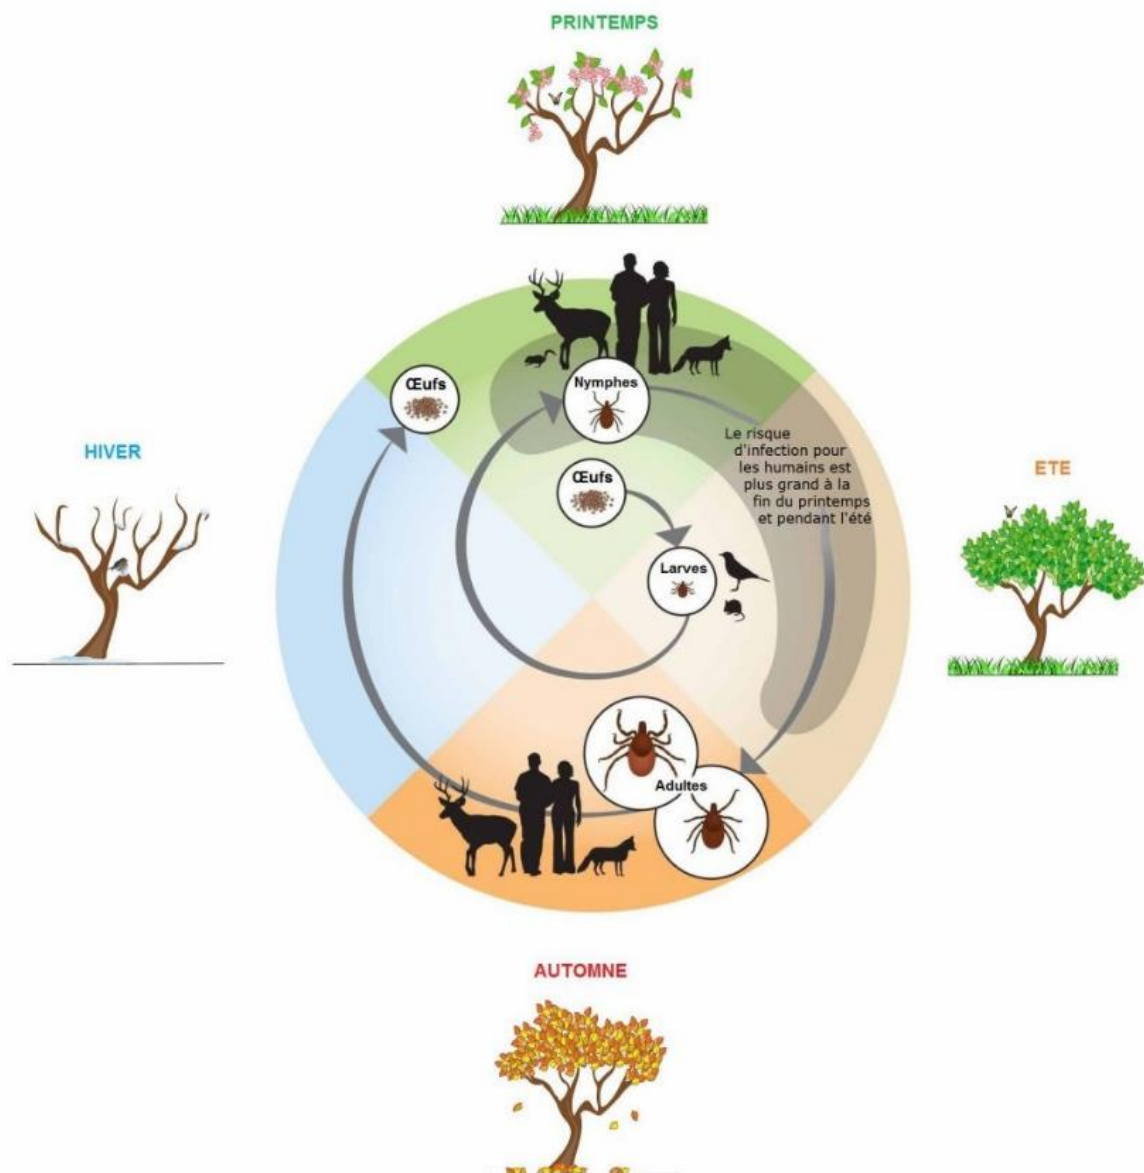 PRINTEMPS
Œufs
Nymphes
Le risque
d'infection pour
les humains est
plus grand à la
fin du printemps
et pendant l'été
HIVER
ETE
Œufs
Larves
Adultes
AUTOMNE